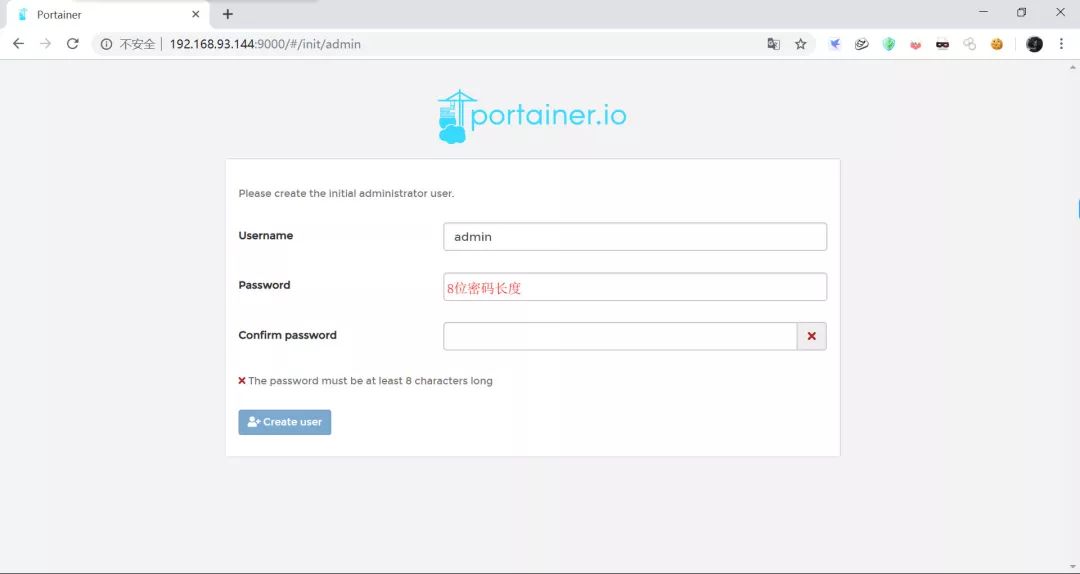 Portainer
不安全 192.168.93.144:9000/#/init/admin
portainer.io
Please create the initial administrator user.
Username
admin
Password
8位密码长度
Confirm password
The password must be at least 8 characters long
Create user